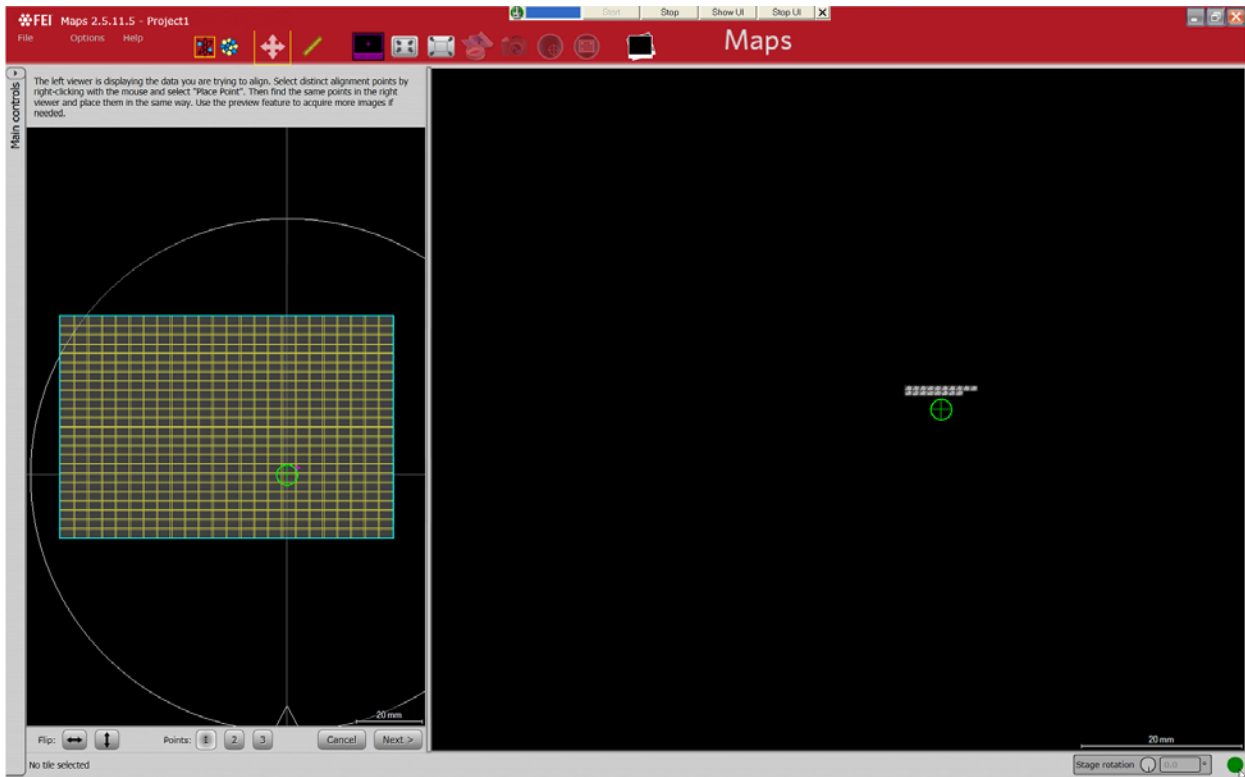 FEI Maps 2.5.11.5 - Project1
Start Stop Show UI Stop UI X
File Options Help
Maps
Main controls
The left viewer is displaying the data you are trying to align. Select distinct alignment points by
right-clicking with the mouse and select "Place Point". Then find the same points in the right
viewer and place them in the same way. Use the preview feature to acquire more images if
needed.
20 mm
20 mm
Flip: Points: 1 2 3 Cancel Next >
No tile selected
Stage rotation 0.0 °